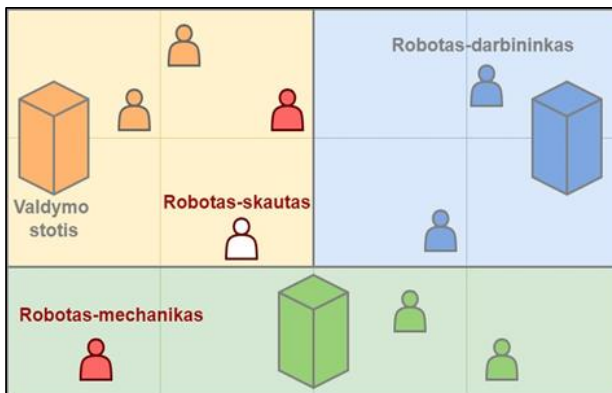 Robotas-darbininkas
Valdymo
stotis
Robotas-skautas
Robotas-mechanikas